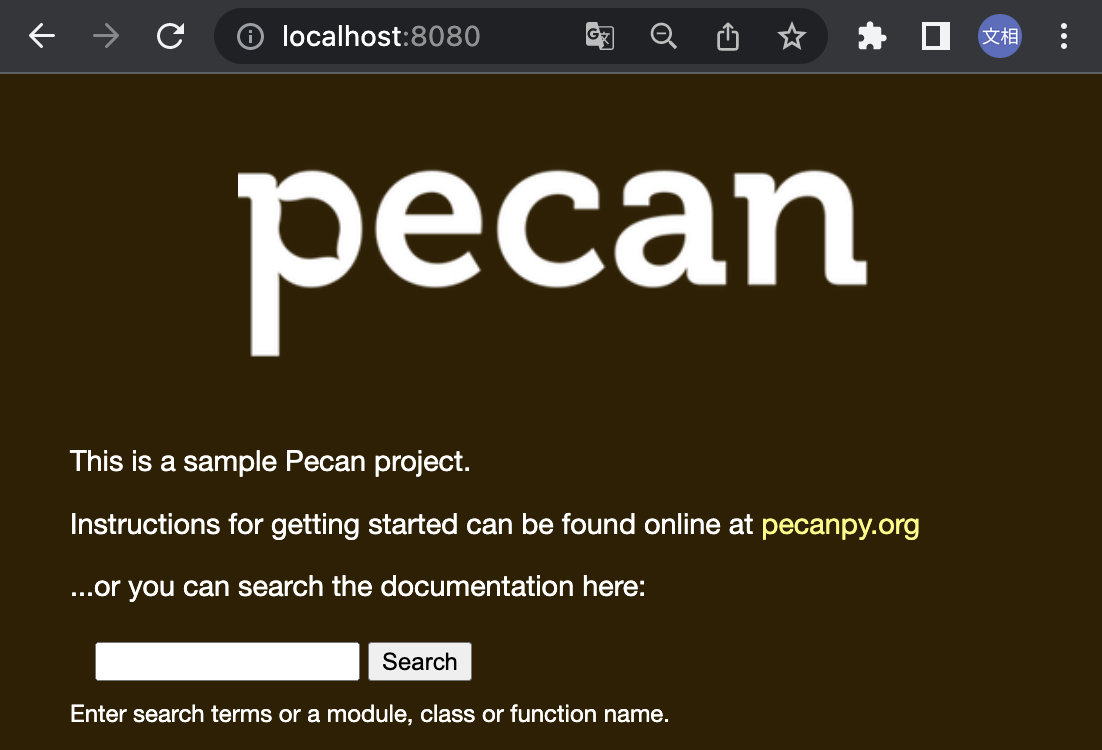 localhost:8080
文相
pecan
This is a sample Pecan project.
Instructions for getting started can be found online at pecanpy.org
...or you can search the documentation here:
Search
Enter search terms or a module, class or function name.